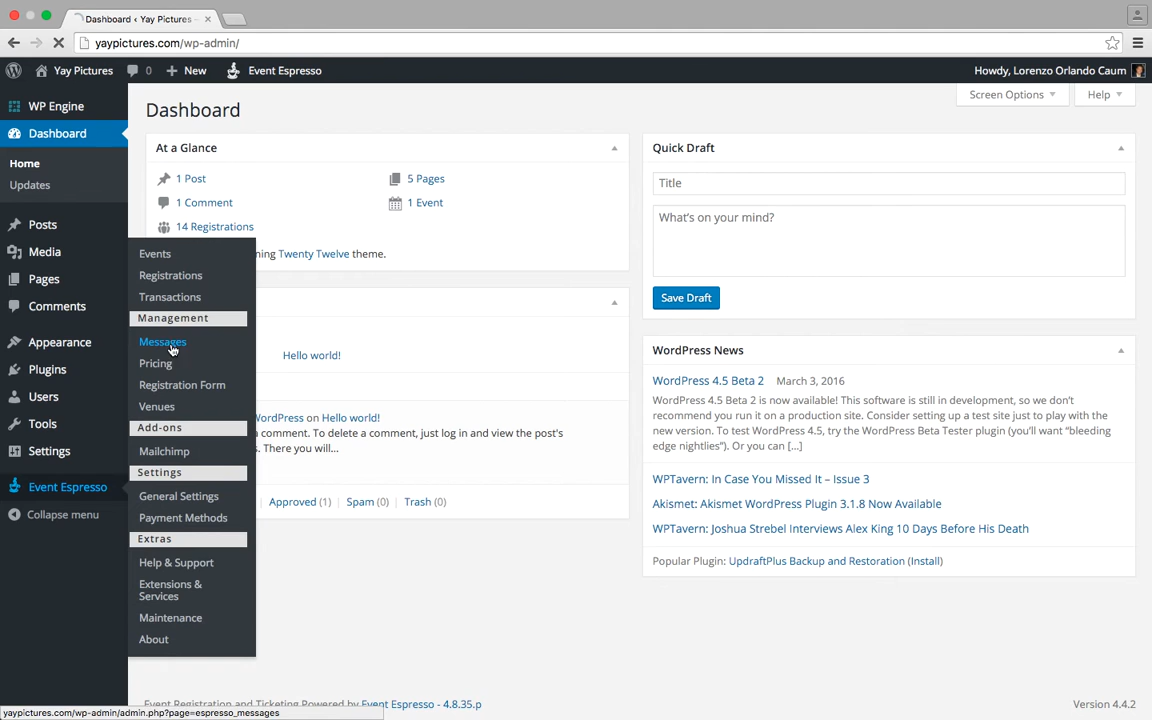 Dashboard ‹ Yay Pictures –
yaypictures.com/wp-admin/
Yay Pictures
0
New
Event Espresso
Howdy, Lorenzo Orlando Caum
WP Engine
Dashboard
Home
Updates
Posts
Media
Pages
Comments
Appearance
Plugins
Users
Tools
Settings
Event Espresso
Collapse menu
Events
Registrations
Transactions
Management
Messages
Pricing
Registration Form
Venues
Add-ons
Mailchimp
Settings
General Settings
Payment Methods
Extras
Help & Support
Extensions &
Services
Maintenance
About
Screen Options
Help
Dashboard
At a Glance
1 Post
5 Pages
1 Comment
1 Event
14 Registrations
Twenty Twelve theme.
Hello world!
on Hello world!
a comment. To delete a comment, just log in and view the post's
There you will...
Approved (1)
Spam (0)
Trash (0)
Quick Draft
Title
What's on your mind?
Save Draft
WordPress News
WordPress 4.5 Beta 2 March 3, 2016
WordPress 4.5 Beta 2 is now available! This software is still in development, so we don't
recommend you run it on a production site. Consider setting up a test site just to play with the
new version. To test WordPress 4.5, try the WordPress Beta Tester plugin (you'll want "bleeding
edge nightlies"). Or you can [...]
WPTavern: In Case You Missed It – Issue 3
Akismet: Akismet WordPress Plugin 3.1.8 Now Available
WPTavern: Joshua Strebel Interviews Alex King 10 Days Before His Death
Popular Plugin: UpdraftPlus Backup and Restoration (Install)
Event Registration and Ticketing Powered by Event Espresso - 4.8.35.p
Version 4.4.2
yaypictures.com/wp-admin/admin.php?page=espresso_messages